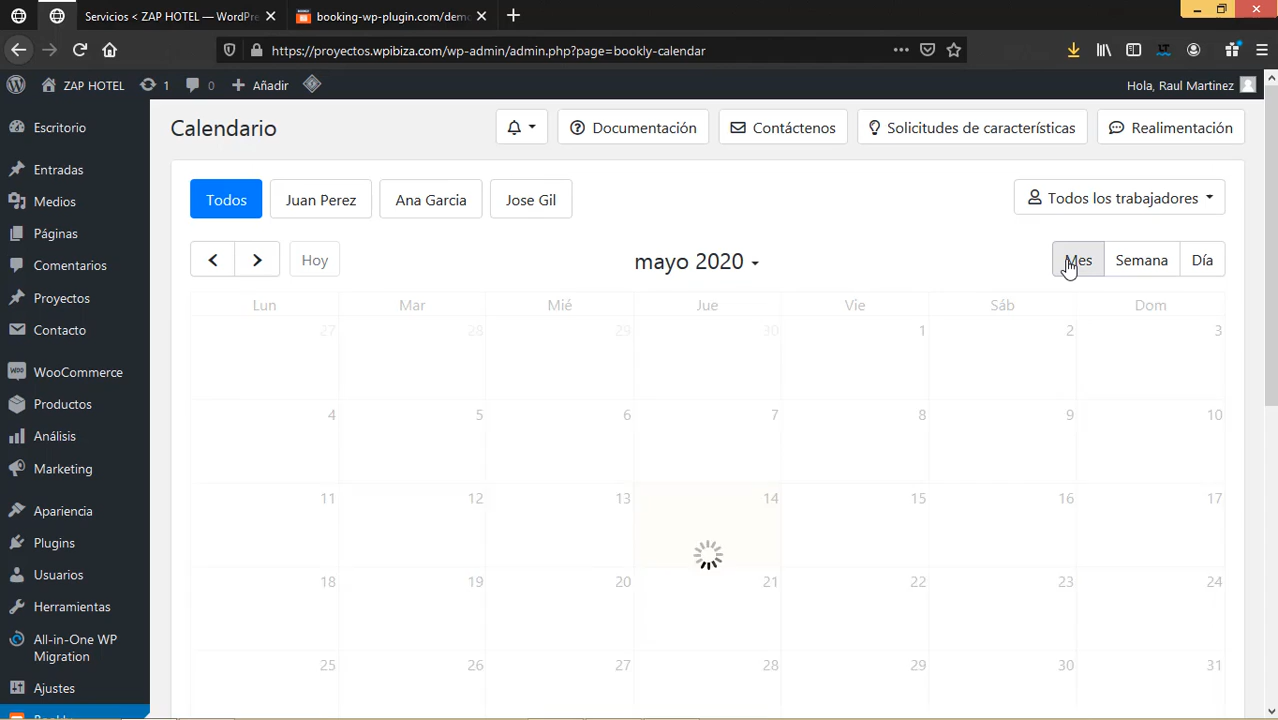 Servicios < ZAP HOTEL — WordPre
booking-wp-plugin.com/demo
https://proyectos.wpibiza.com/wp-admin/admin.php?page=bookly-calendar
ZAP HOTEL
1
0
Añadir
Hola, Raul Martinez
Escritorio
Entradas
Medios
Páginas
Comentarios
Proyectos
Contacto
WooCommerce
Productos
Análisis
Marketing
Apariencia
Plugins
Usuarios
Herramientas
All-in-One WP
Migration
Ajustes
Calendario
Documentación
Contáctenos
Solicitudes de características
Realimentación
Todos
Juan Perez
Ana Garcia
Jose Gil
Todos los trabajadores
Hoy
mayo 2020
Mes
Semana
Día
Lun Mar Mié Jue Vie Sáb Dom
27 28 29 30 1 2 3
4 5 6 7 8 9 10
11 12 13 14 15 16 17
18 19 20 21 22 23 24
25 26 27 28 29 30 31